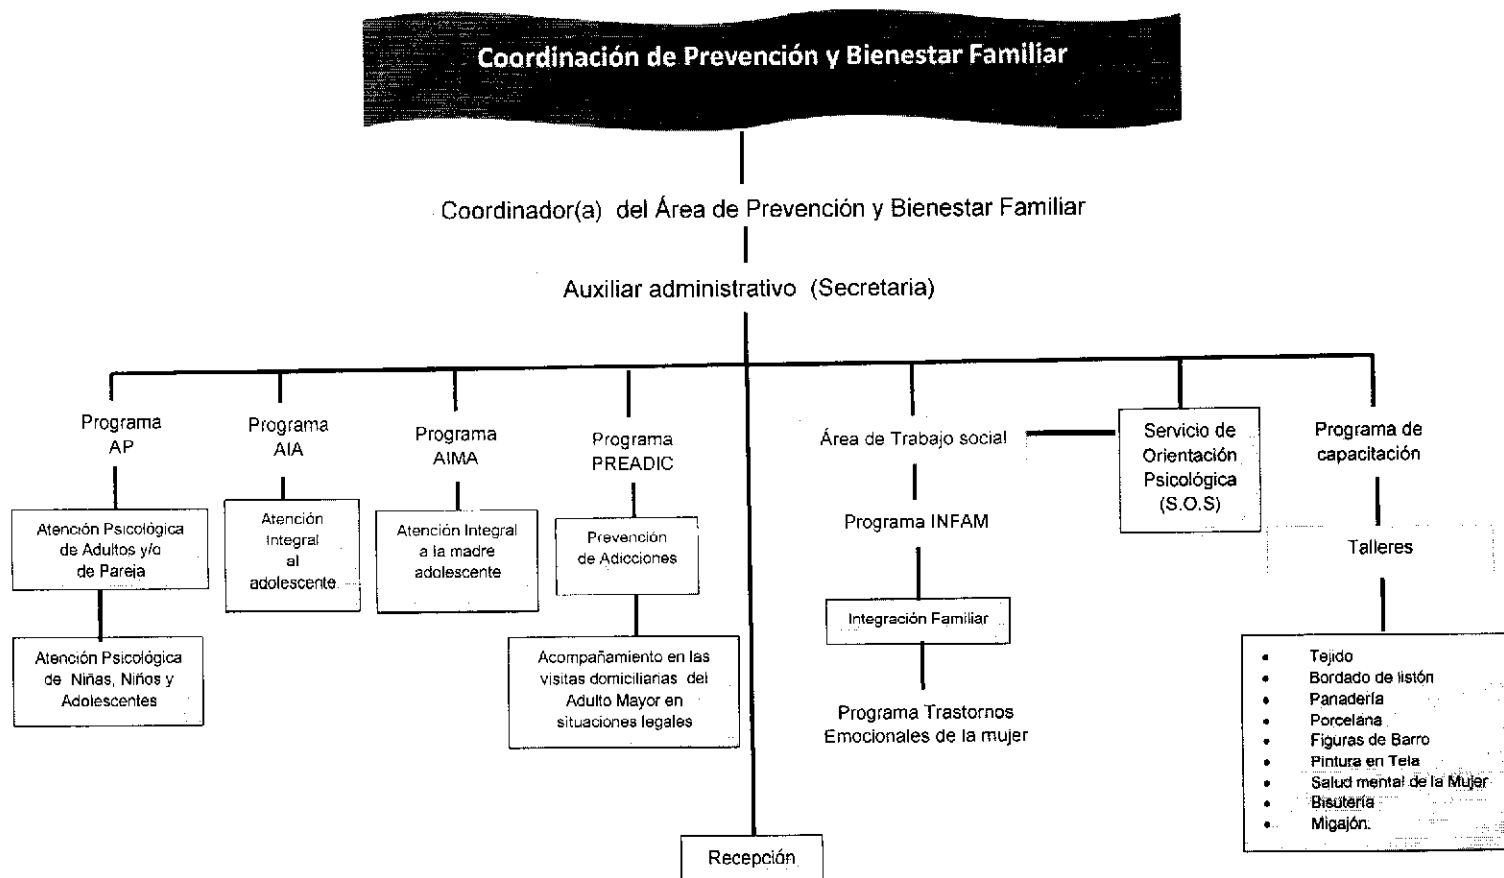 Coordinación de Prevención y Bienestar Familiar
Coordinador(a) del Área de Prevención y Bienestar Familiar
Auxiliar administrativo (Secretaria)
Programa
AP
Atención Psicológica
de Adultos y/o
de Pareja
Atención Psicológica
de Niñas, Niños y
Adolescentes
Programa
AIA
Atención
Integral
al
adolescente
Programa
AIMA
Atención Integral
a la madre
adolescente
Programa
PREADIC
Prevención
de Adicciones
Acompañamiento en las
visitas domiciliarias del
Adulto Mayor en
situaciones legales
Recepción
Área de Trabajo social
Programa INFAM
Integración Familiar
Programa Trastornos
Emocionales de la mujer
Servicio de
Orientación
Psicológica
(S.O.S)
Programa de
capacitación
Talleres
• Tejido
• Bordado de listón
• Panadería
• Porcelana
• Figuras de Barro
• Pintura en Tela
• Salud mental de la Mujer
• Bisutería
• Migajón.